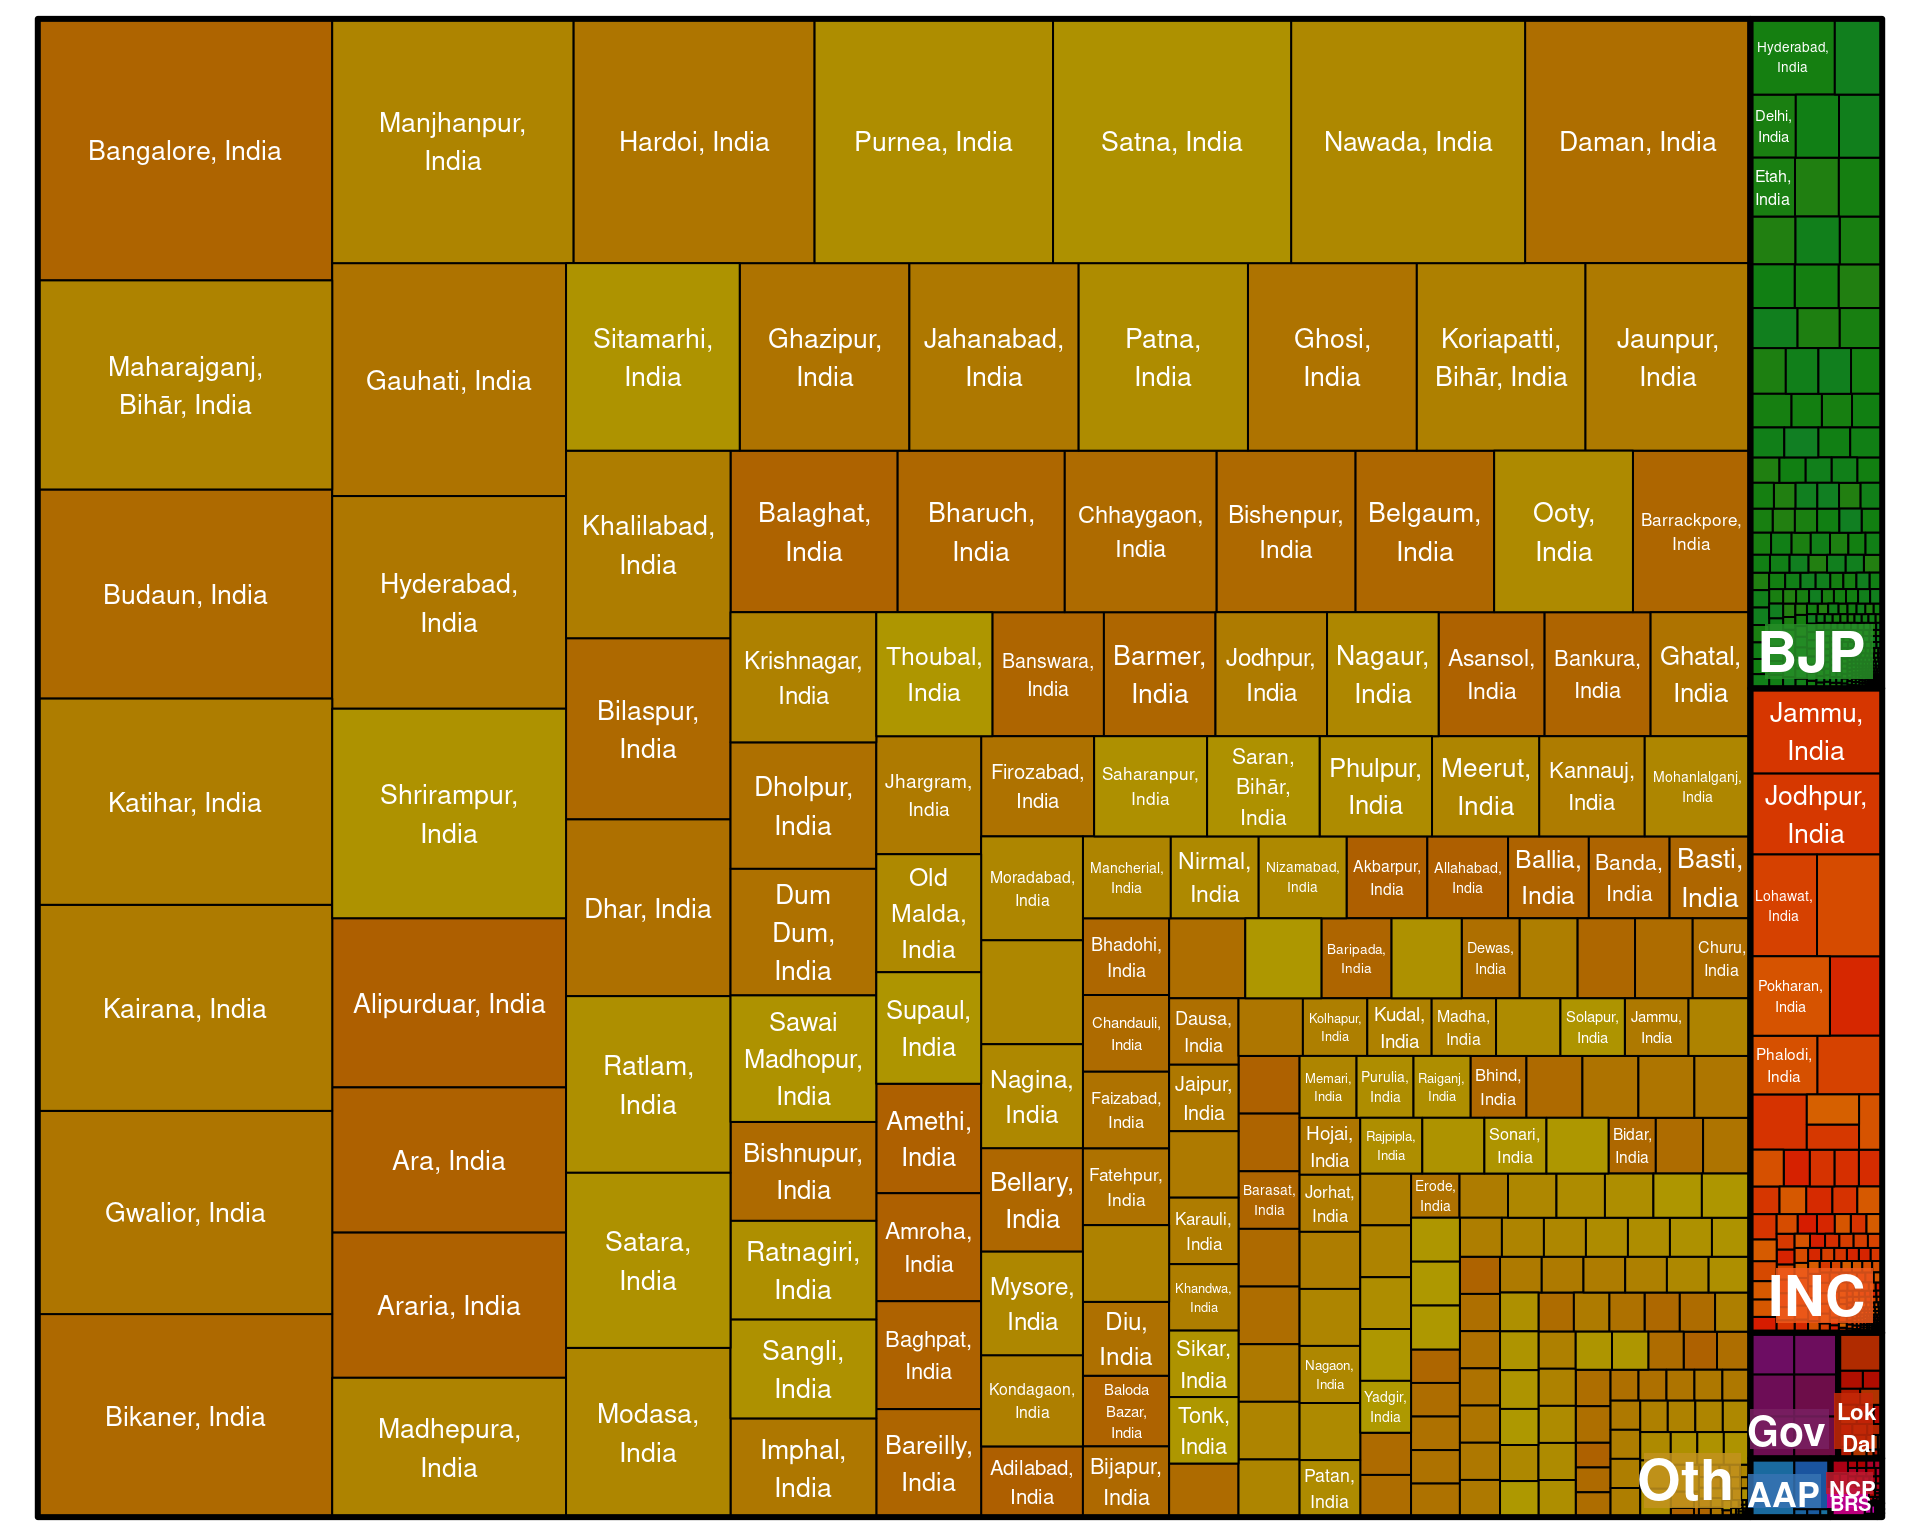 Bangalore, India
Manjhanpur,
India
Hardoi, India
Purnea, India
Satna, India
Nawada, India
Daman, India
Hyderabad,
India
Delhi,
India
Etah,
India
Maharajganj,
Bihār, India
Gauhati, India
Sitamarhi,
India
Ghazipur,
India
Jahanabad,
India
Patna,
India
Ghosi,
India
Koriapatti,
Bihār, India
Jaunpur,
India
Budaun, India
Hyderabad,
India
Khalilabad,
India
Balaghat,
India
Bharuch,
India
Chhaygaon,
India
Bishenpur,
India
Belgaum,
India
Ooty,
India
Barrackpore,
India
Krishnagar,
India
Thoubal,
India
Banswara,
India
Barmer,
India
Jodhpur,
India
Nagaur,
India
Asansol,
India
Bankura,
India
Ghatal,
India
BJP
Katihar, India
Shrirampur,
India
Bilaspur,
India
Dholpur,
India
Jhargram,
India
Firozabad,
India
Saharanpur,
India
Saran,
Bihār,
India
Phulpur,
India
Meerut,
India
Kannauj,
India
Mohanlalganj,
India
Jammu,
India
Jodhpur,
India
Dhar, India
Dum
Dum,
India
Old
Malda,
India
Moradabad,
India
Mancherial,
India
Nirmal,
India
Nizamabad,
India
Akbarpur,
India
Allahabad,
India
Ballia,
India
Banda,
India
Basti,
India
Lohawat,
India
Kairana, India
Alipurduar, India
Ratlam,
India
Sawai
Madhopur,
India
Supaul,
India
Bhadohi,
India
Baripada,
India
Dewas,
India
Churu,
India
Pokharan,
India
Nagina,
India
Chandauli,
India
Dausa,
India
Kolhapur,
India
Kudal,
India
Madha,
India
Solapur,
India
Jammu,
India
Phalodi,
India
Gwalior, India
Ara, India
Satara,
India
Bishnupur,
India
Amethi,
India
Bellary,
India
Faizabad,
India
Jaipur,
India
Memari,
India
Purulia,
India
Raiganj,
India
Bhind,
India
Fatehpur,
India
Hojai,
India
Rajpipla,
India
Sonari,
India
Bidar,
India
Karauli,
India
Barasat,
India
Jorhat,
India
Erode,
India
Araria, India
Ratnagiri,
India
Amroha,
India
Mysore,
India
Khandwa,
India
INC
Bikaner, India
Madhepura,
India
Modasa,
India
Sangli,
India
Baghpat,
India
Kondagaon,
India
Diu,
India
Sikar,
India
Nagaon,
India
Yadgir,
India
Baloda
Bazar,
India
Tonk,
India
Gov
Lok
Dal
Imphal,
India
Bareilly,
India
Adilabad,
India
Bijapur,
India
Patan,
India
Oth
AAP
NCP
BRS